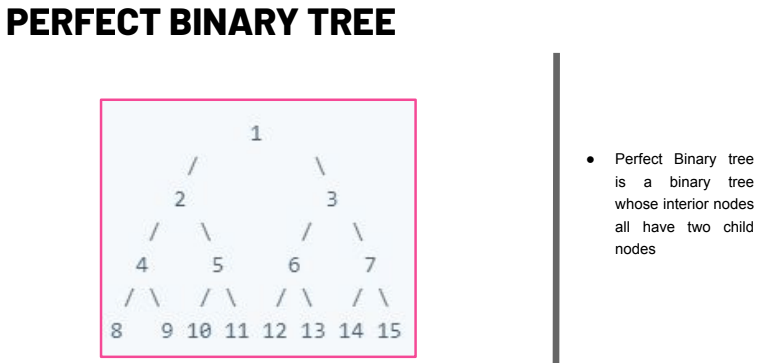 PERFECT BINARY TREE
1
/ \
2 3
/ \ / \
4 5 6 7
/ \ / \ / \ / \
8 9 10 11 12 13 14 15
● Perfect Binary tree
is a binary tree
whose interior nodes
all have two child
nodes